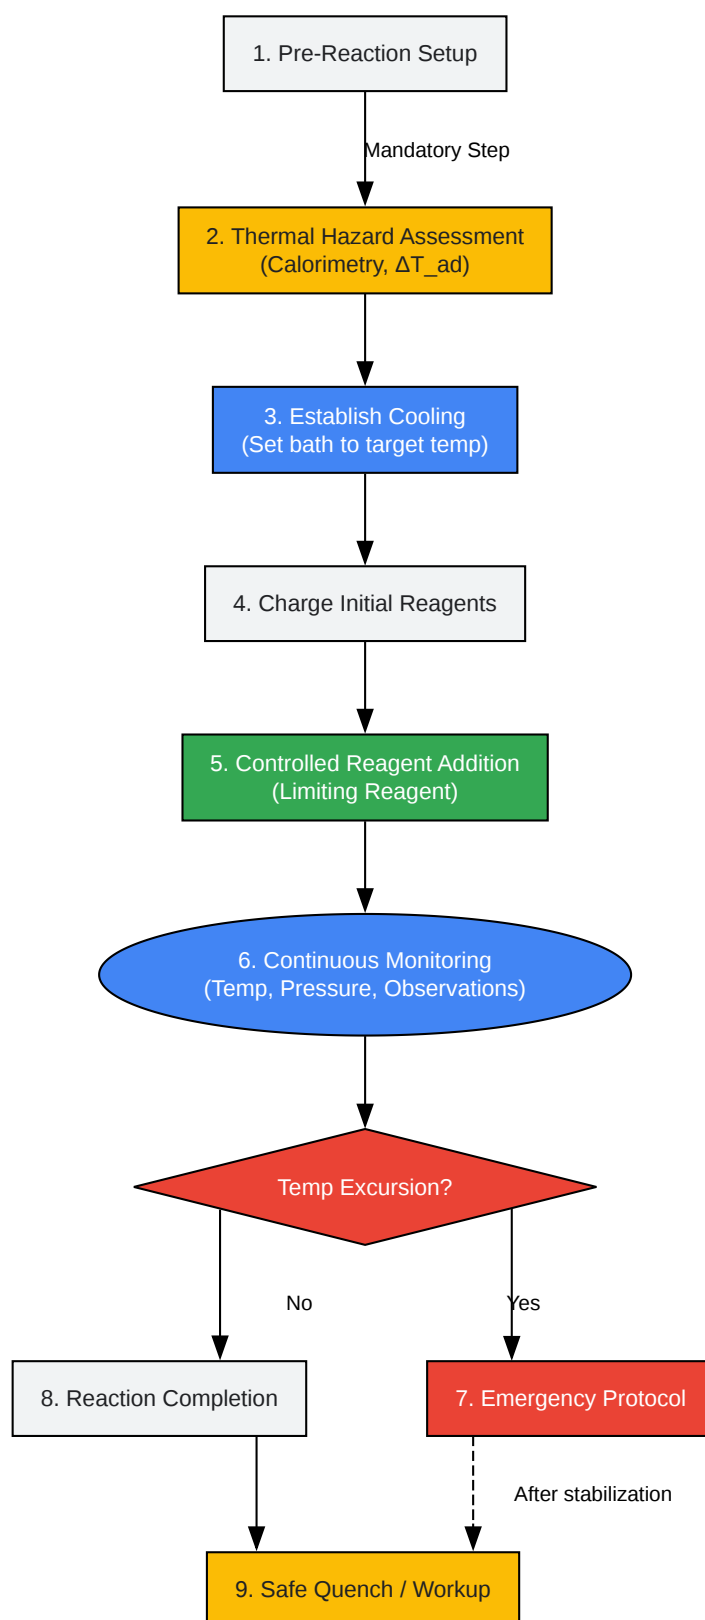 1. Pre-Reaction Setup
Mandatory Step
2. Thermal Hazard Assessment
(Calorimetry, ΔT_ad)
3. Establish Cooling
(Set bath to target temp)
4. Charge Initial Reagents
5. Controlled Reagent Addition
(Limiting Reagent)
6. Continuous Monitoring
(Temp, Pressure, Observations)
Temp Excursion?
No
Yes
8. Reaction Completion
7. Emergency Protocol
After stabilization
9. Safe Quench / Workup